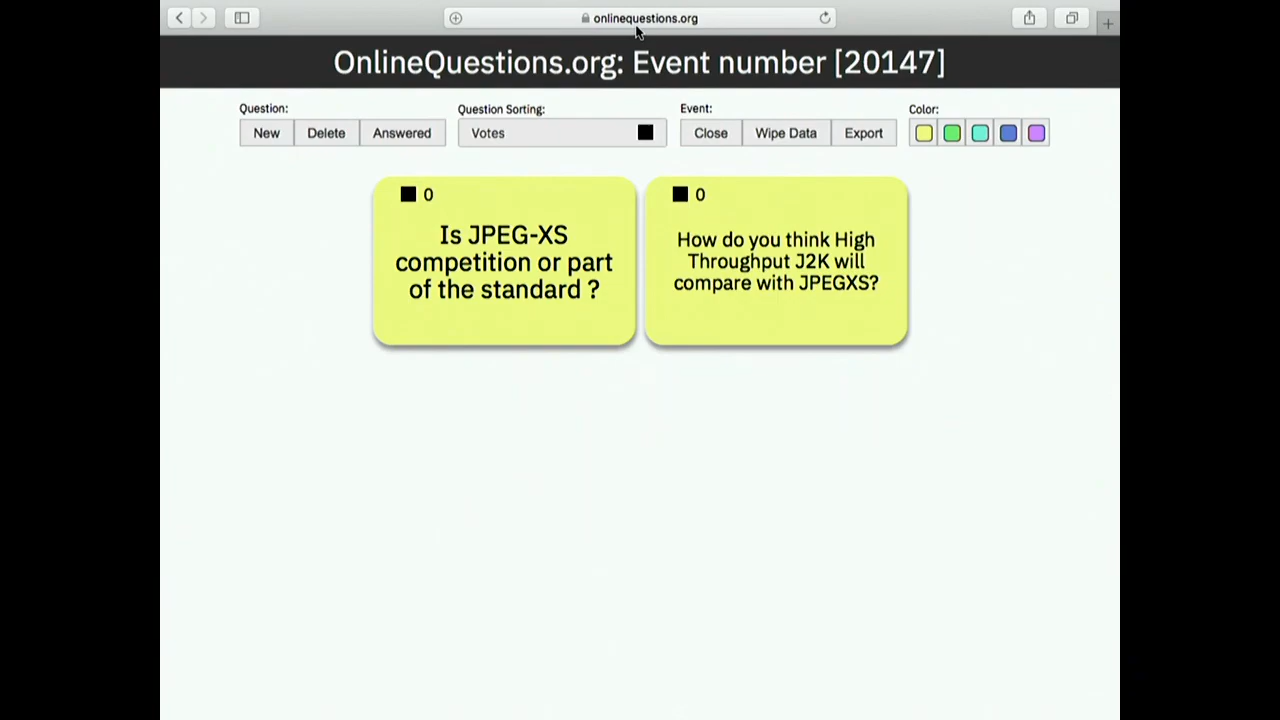 onlinequestions.org
OnlineQuestions.org: Event number [20147]
Question: Question Sorting: Event: Color:
New Delete Answered Votes Close Wipe Data Export
0 0
Is JPEG-XS
competition or part
of the standard ?
How do you think High
Throughput J2K will
compare with JPEGXS?